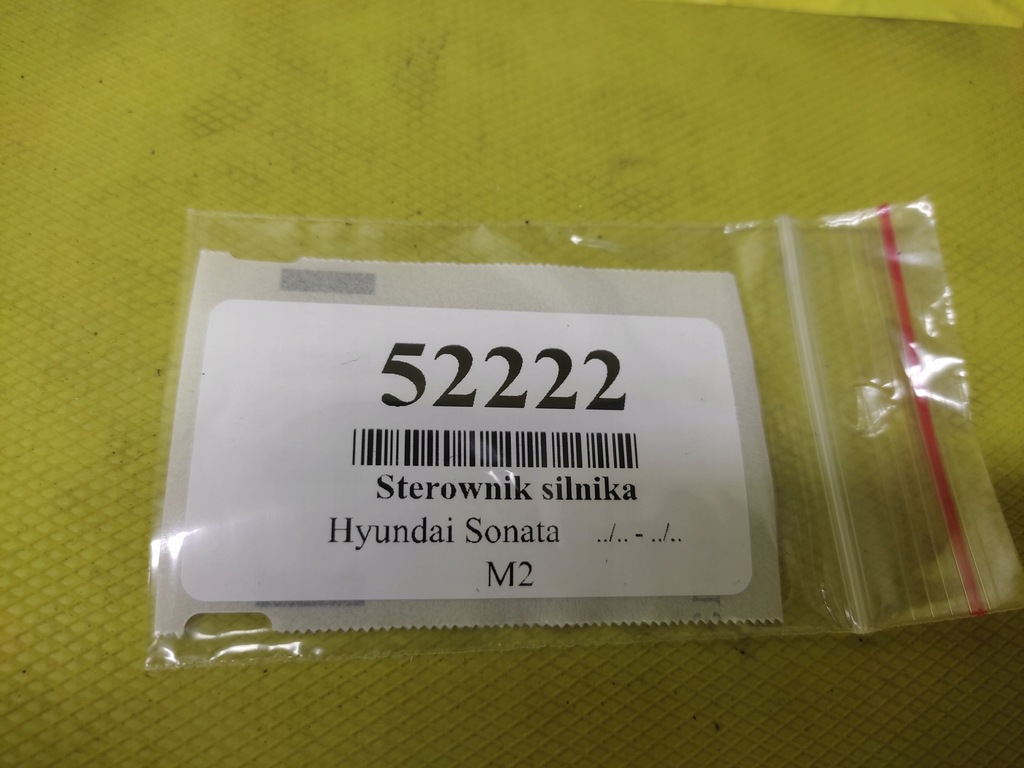 52222
Sterownik silnika
Hyundai Sonata ../.. - ../..
M2